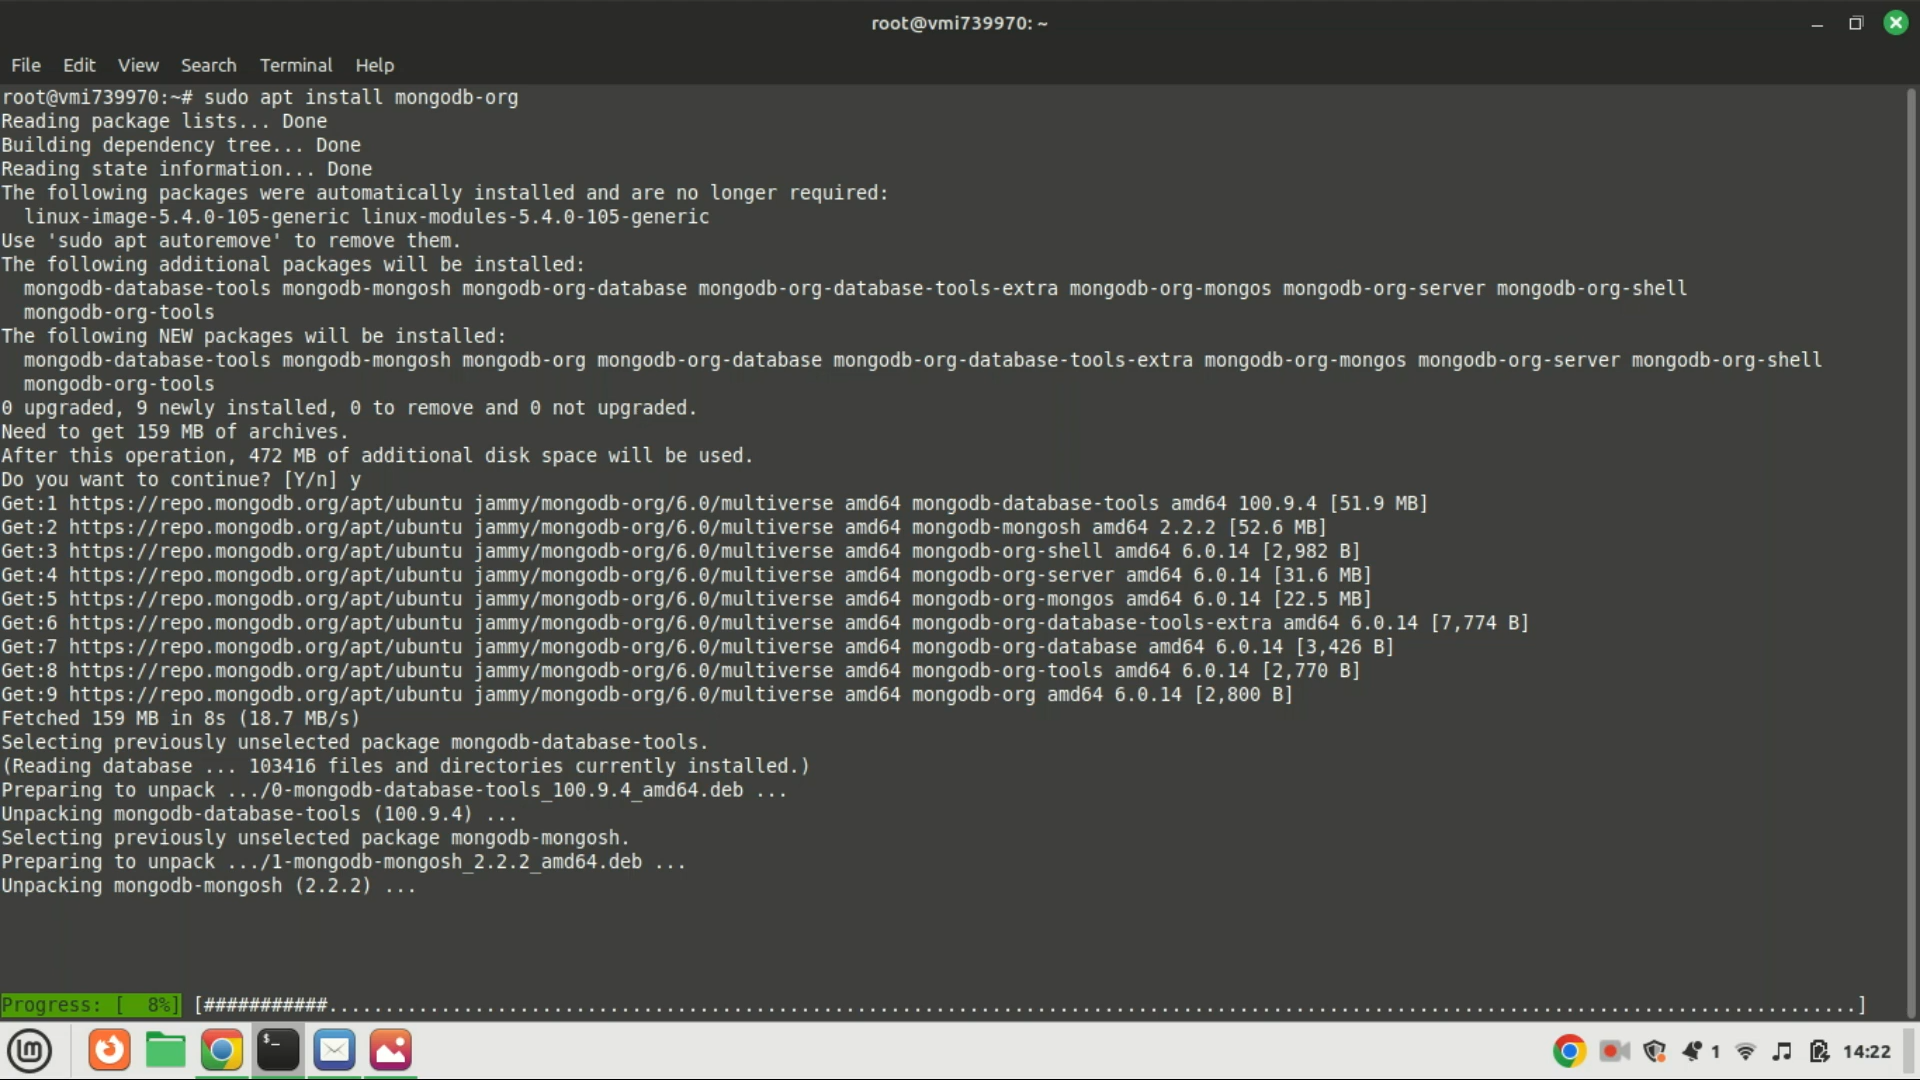 root@vmi739970: ~
File Edit View Search Terminal Help
root@vmi739970:~# sudo apt install mongodb-org
Reading package lists... Done
Building dependency tree... Done
Reading state information... Done
The following packages were automatically installed and are no longer required:
  linux-image-5.4.0-105-generic linux-modules-5.4.0-105-generic
Use 'sudo apt autoremove' to remove them.
The following additional packages will be installed:
  mongodb-database-tools mongodb-mongosh mongodb-org-database mongodb-org-database-tools-extra mongodb-org-mongos mongodb-org-server mongodb-org-shell
  mongodb-org-tools
The following NEW packages will be installed:
  mongodb-database-tools mongodb-mongosh mongodb-org mongodb-org-database mongodb-org-database-tools-extra mongodb-org-mongos mongodb-org-server mongodb-org-shell
  mongodb-org-tools
0 upgraded, 9 newly installed, 0 to remove and 0 not upgraded.
Need to get 159 MB of archives.
After this operation, 472 MB of additional disk space will be used.
Do you want to continue? [Y/n] y
Get:1 https://repo.mongodb.org/apt/ubuntu jammy/mongodb-org/6.0/multiverse amd64 mongodb-database-tools amd64 100.9.4 [51.9 MB]
Get:2 https://repo.mongodb.org/apt/ubuntu jammy/mongodb-org/6.0/multiverse amd64 mongodb-mongosh amd64 2.2.2 [52.6 MB]
Get:3 https://repo.mongodb.org/apt/ubuntu jammy/mongodb-org/6.0/multiverse amd64 mongodb-org-shell amd64 6.0.14 [2,982 B]
Get:4 https://repo.mongodb.org/apt/ubuntu jammy/mongodb-org/6.0/multiverse amd64 mongodb-org-server amd64 6.0.14 [31.6 MB]
Get:5 https://repo.mongodb.org/apt/ubuntu jammy/mongodb-org/6.0/multiverse amd64 mongodb-org-mongos amd64 6.0.14 [22.5 MB]
Get:6 https://repo.mongodb.org/apt/ubuntu jammy/mongodb-org/6.0/multiverse amd64 mongodb-org-database-tools-extra amd64 6.0.14 [7,774 B]
Get:7 https://repo.mongodb.org/apt/ubuntu jammy/mongodb-org/6.0/multiverse amd64 mongodb-org-database amd64 6.0.14 [3,426 B]
Get:8 https://repo.mongodb.org/apt/ubuntu jammy/mongodb-org/6.0/multiverse amd64 mongodb-org-tools amd64 6.0.14 [2,770 B]
Get:9 https://repo.mongodb.org/apt/ubuntu jammy/mongodb-org/6.0/multiverse amd64 mongodb-org amd64 6.0.14 [2,800 B]
Fetched 159 MB in 8s (18.7 MB/s)
Selecting previously unselected package mongodb-database-tools.
(Reading database ... 103416 files and directories currently installed.)
Preparing to unpack .../0-mongodb-database-tools_100.9.4_amd64.deb ...
Unpacking mongodb-database-tools (100.9.4) ...
Selecting previously unselected package mongodb-mongosh.
Preparing to unpack .../1-mongodb-mongosh_2.2.2_amd64.deb ...
Unpacking mongodb-mongosh (2.2.2) ...
Progress: [  8%] [###########........................................................................................................................................]
$_
1
14:22